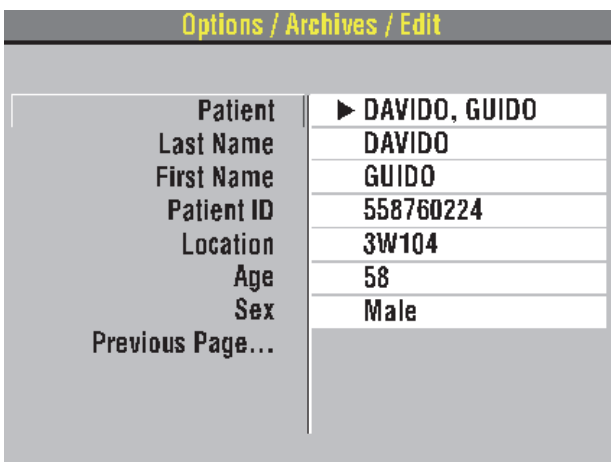 Options / Archives / Edit
Patient ▶ DAVIDO, GUIDO
Last Name DAVIDO
First Name GUIDO
Patient ID 558760224
Location 3W104
Age 58
Sex Male
Previous Page...